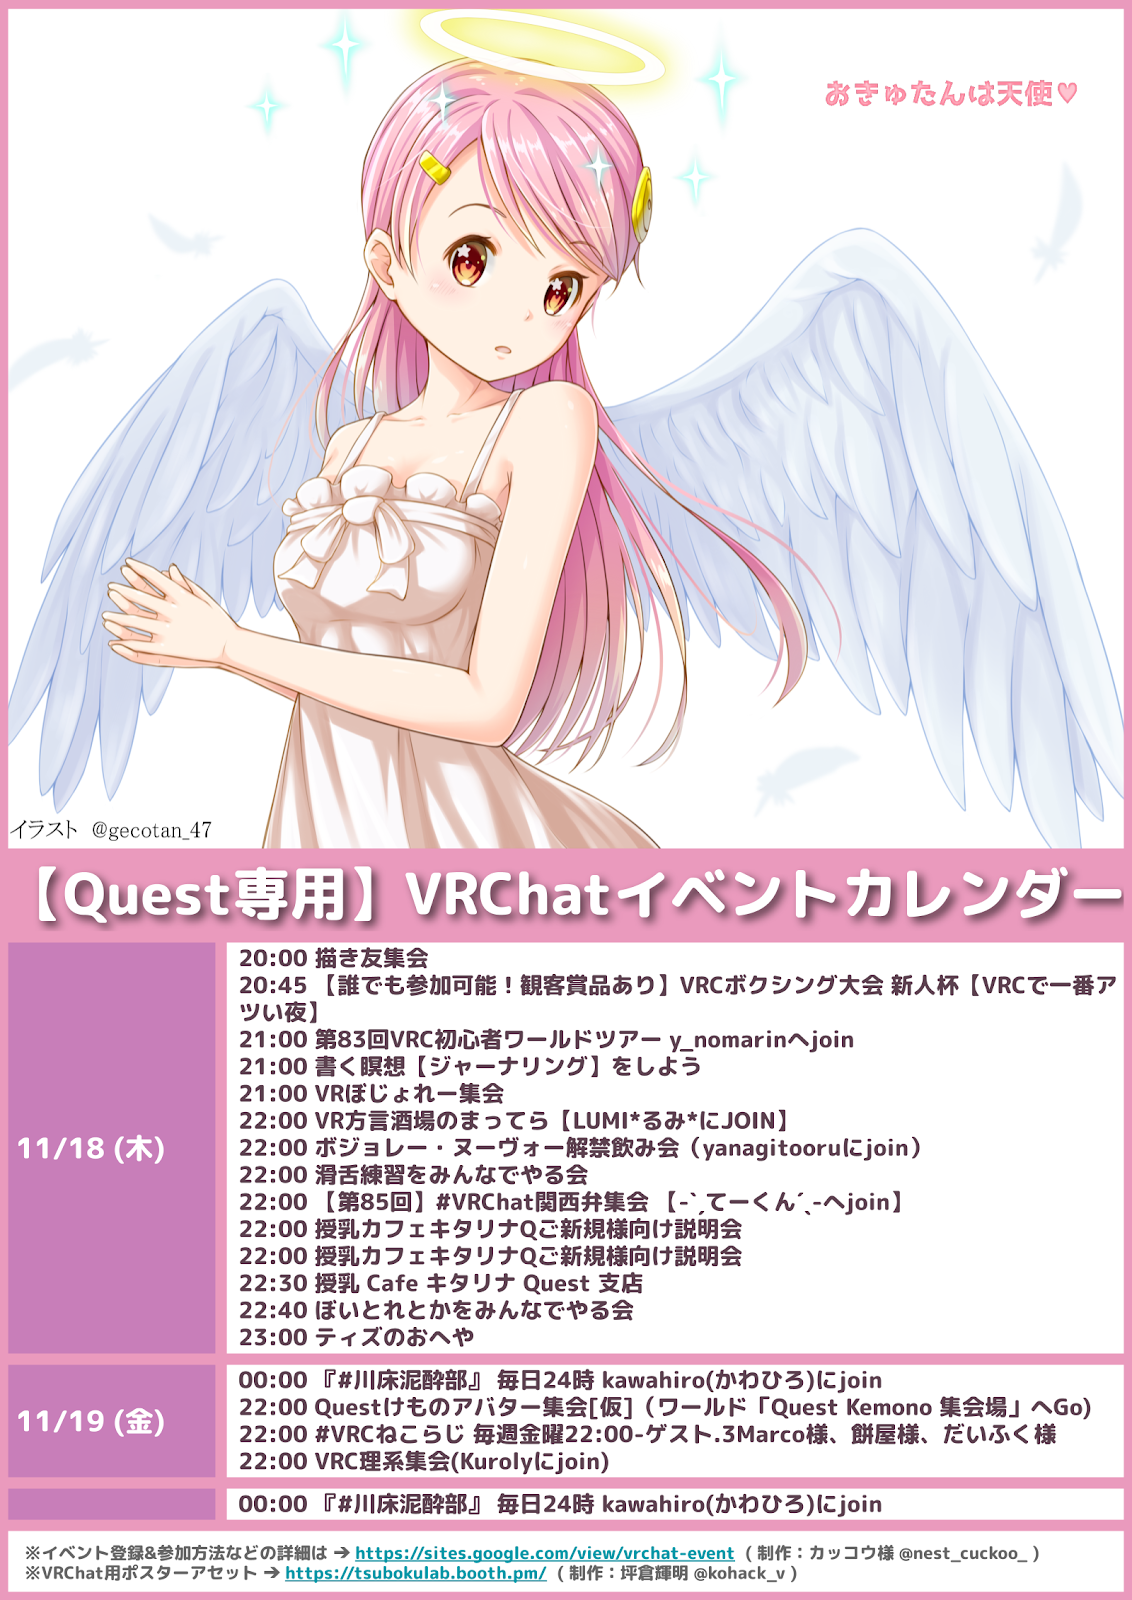 おきゅたんは天使♥
イラスト @gecotan_47
【Quest専用】VRChatイベントカレンダー
11/18 (木)
20:00 描き友集会
20:45 【誰でも参加可能！観客賞品あり】VRCボクシング大会 新人杯【VRCで一番ア
ツい夜】
21:00 第83回VRC初心者ワールドツアー y_nomarinへjoin
21:00 書く瞑想【ジャーナリング】をしよう
21:00 VRぼじょれー集会
22:00 VR方言酒場のまってら【LUMI*るみ*にJOIN】
22:00 ボジョレー・ヌーヴォー解禁飲み会（yanagitooruにjoin）
22:00 滑舌練習をみんなでやる会
22:00 【第85回】#VRChat関西弁集会 【-ˋˏてーくんˊˎ-へjoin】
22:00 授乳カフェキタリナQご新規様向け説明会
22:00 授乳カフェキタリナQご新規様向け説明会
22:30 授乳 Cafe キタリナ Quest 支店
22:40 ぼいとれとかをみんなでやる会
23:00 ティズのおへや
11/19 (金)
00:00 『#川床泥酔部』 毎日24時 kawahiro(かわひろ)にjoin
22:00 Questけものアバター集会[仮]（ワールド「Quest Kemono 集会場」へGo)
22:00 #VRCねこらじ 毎週金曜22:00-ゲスト.3Marco様、餅屋様、だいふく様
22:00 VRC理系集会(Kurolyにjoin)
00:00 『#川床泥酔部』 毎日24時 kawahiro(かわひろ)にjoin
※イベント登録&参加方法などの詳細は → https://sites.google.com/view/vrchat-event ( 制作：カッコウ様 @nest_cuckoo_ )
※VRChat用ポスターアセット → https://tsubokulab.booth.pm/ ( 制作：坪倉輝明 @kohack_v )